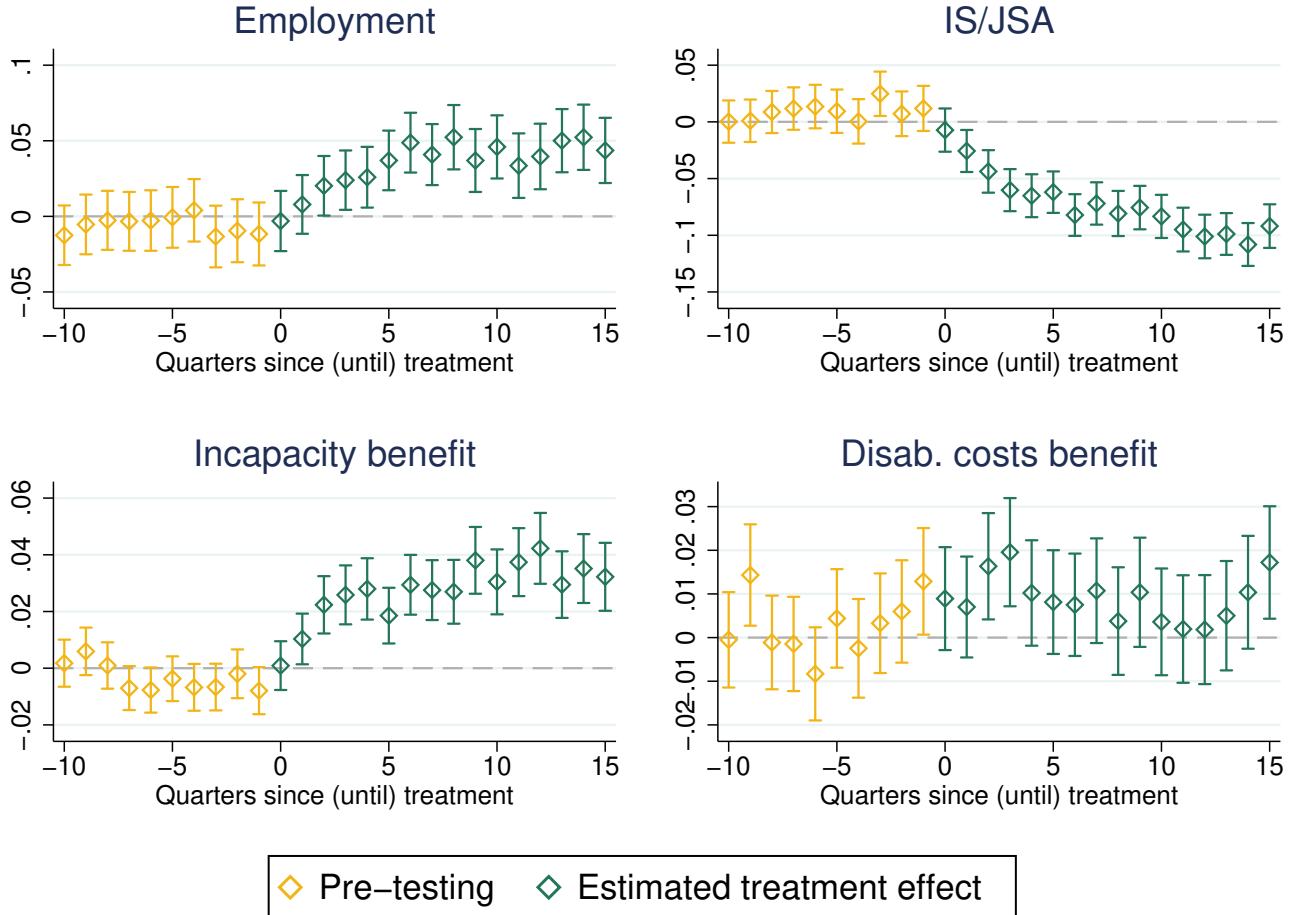 Employment
.1
.05
0
−.05
−10 −5 0 5 10 15
Quarters since (until) treatment
IS/JSA
.05
0
−.05
−.1
−.15
−10 −5 0 5 10 15
Quarters since (until) treatment
Incapacity benefit
.06
.04
.02
0
−.02
−10 −5 0 5 10 15
Quarters since (until) treatment
Disab. costs benefit
.03
.02
.01
0
−.01
−.02
−10 −5 0 5 10 15
Quarters since (until) treatment
Pre−testing Estimated treatment effect